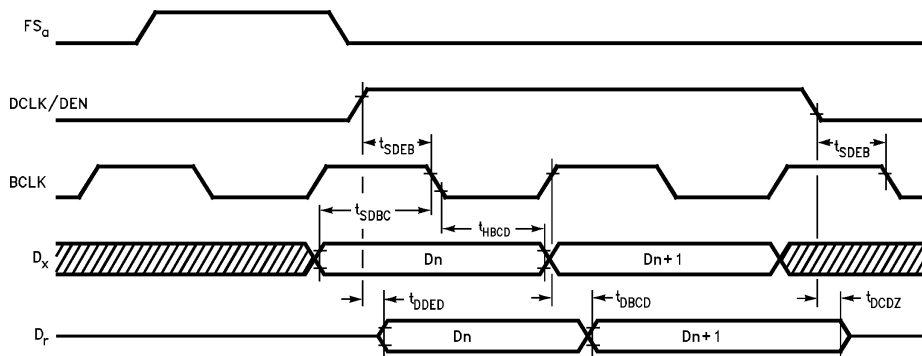 FSa
DCLK/DEN
tSDEB
tSDEB
BCLK
tSDBC
tHBCD
Dx
Dn
Dn+1
tDDED
tDBCD
tDCDZ
Dr
Dn
Dn+1